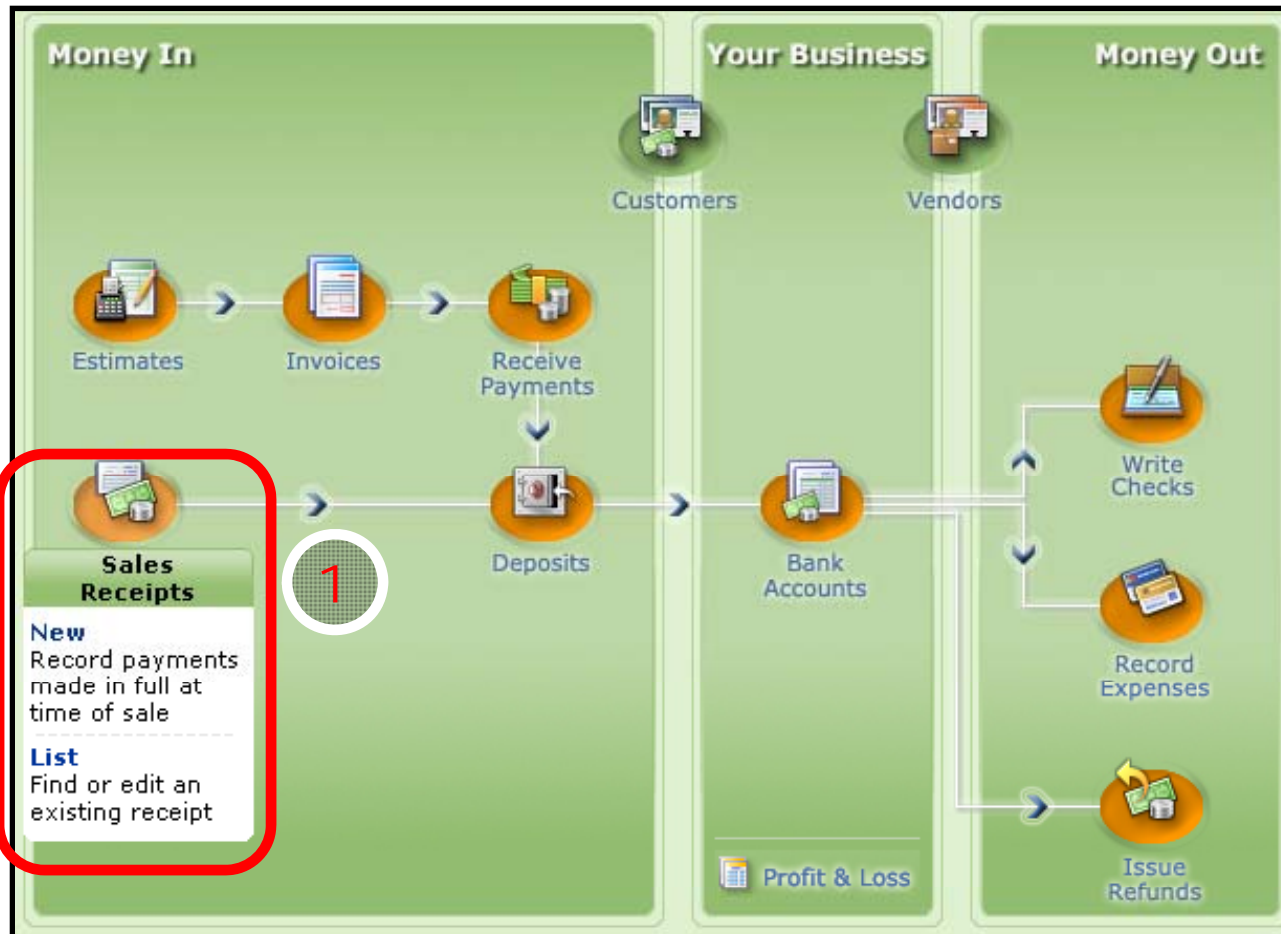 Money In
Your Business
Money Out
Customers
Vendors
Estimates
Invoices
Receive
Payments
Sales
Receipts
New
Record payments
made in full at
time of sale
List
Find or edit an
existing receipt
1
Deposits
Bank
Accounts
Write
Checks
Record
Expenses
Issue
Refunds
Profit & Loss